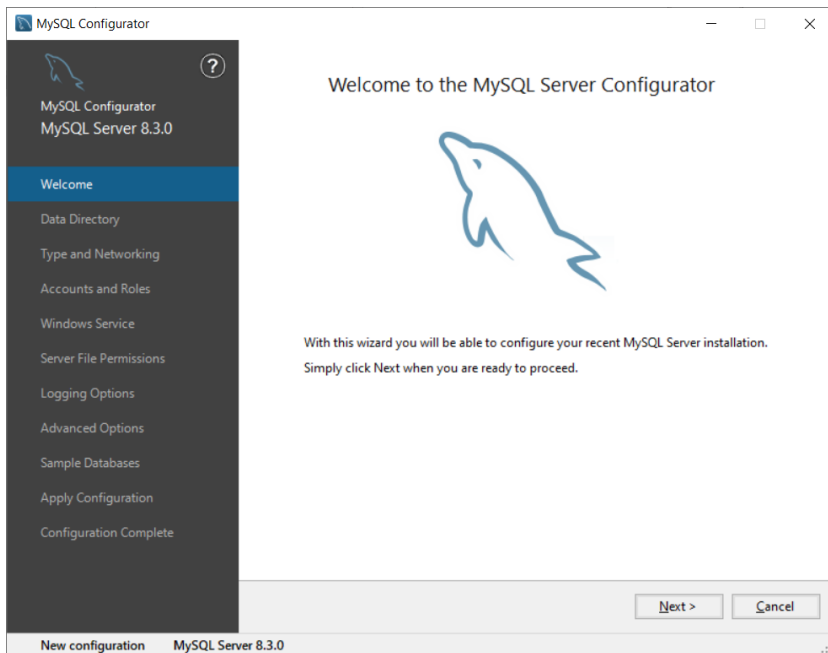 MySQL Configurator
?
MySQL Configurator
MySQL Server 8.3.0
Welcome
Data Directory
Type and Networking
Accounts and Roles
Windows Service
Server File Permissions
Logging Options
Advanced Options
Sample Databases
Apply Configuration
Configuration Complete
Welcome to the MySQL Server Configurator
With this wizard you will be able to configure your recent MySQL Server installation.
Simply click Next when you are ready to proceed.
Next >
Cancel
New configuration MySQL Server 8.3.0